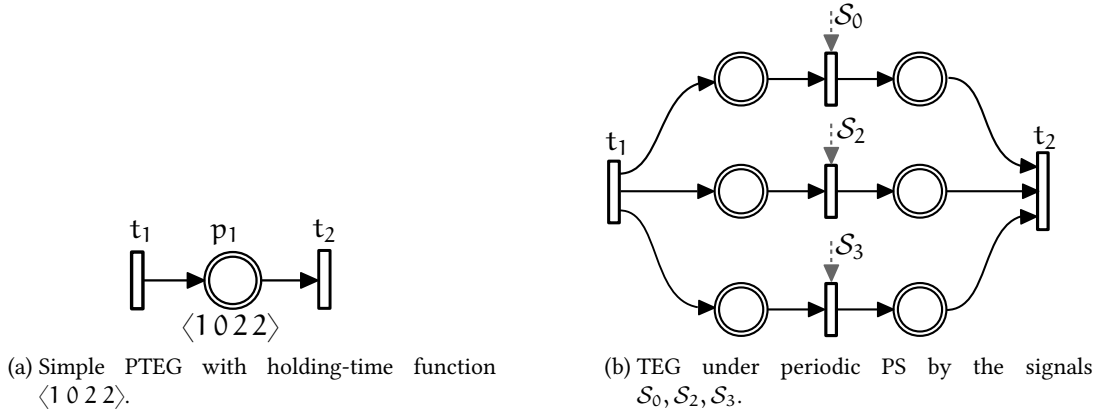 t₁ p₁ t₂
⟨1 0 2 2⟩
(a) Simple PTEG with holding-time function
⟨1 0 2 2⟩.
S₀
t₁ S₂ t₂
S₃
(b) TEG under periodic PS by the signals
S₀, S₂, S₃.